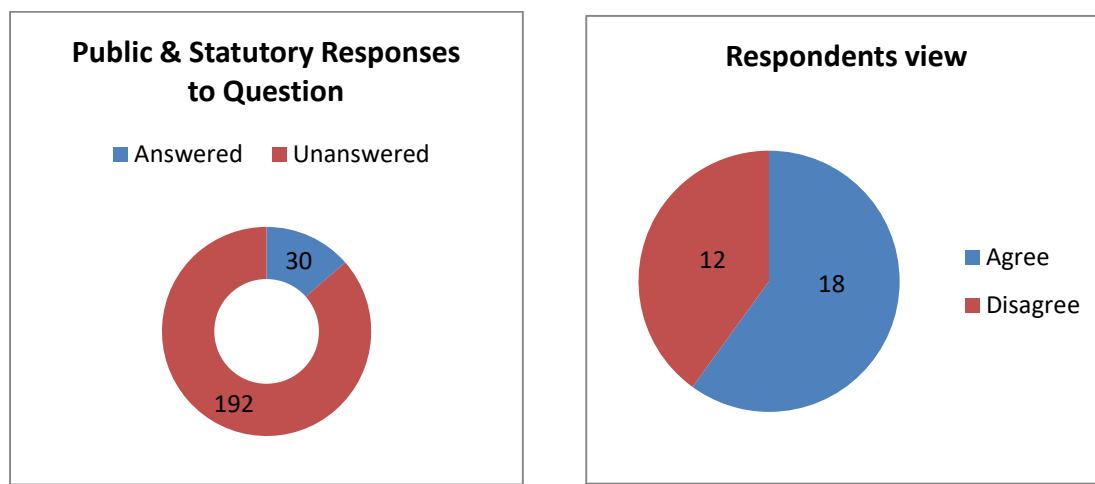 Public & Statutory Responses
to Question
Answered Unanswered
30
192
Respondents view
12
18
Agree
Disagree